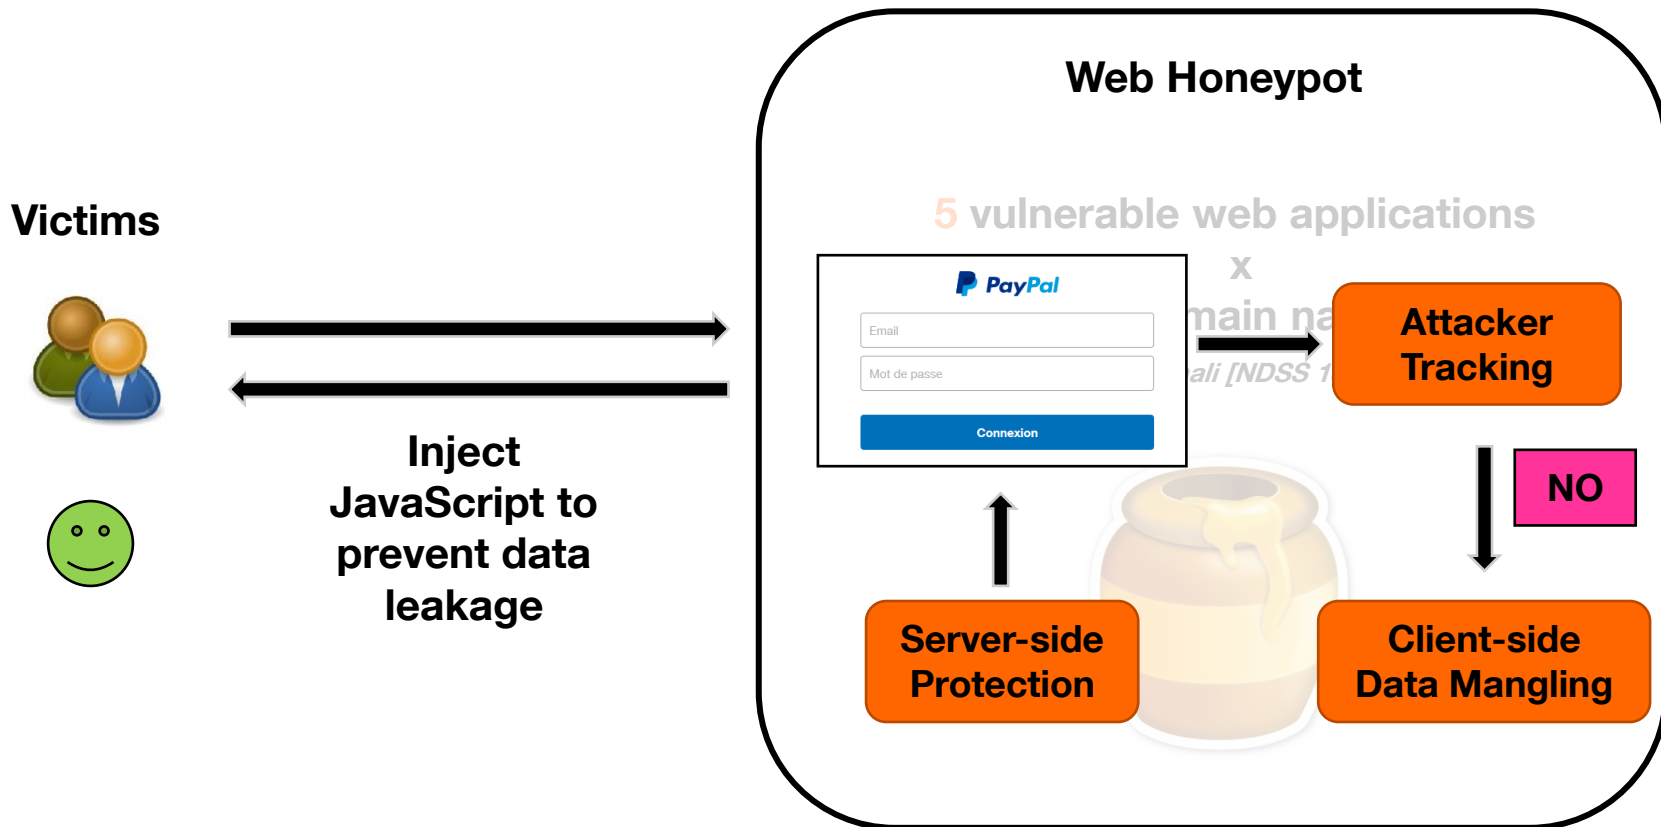 Web Honeypot
Victims
5 vulnerable web applications
x
PayPal
Email
Mot de passe
Connexion
[NDSS
Attacker
Tracking
NO
Inject
JavaScript to
prevent data
leakage
Server-side
Protection
Client-side
Data Mangling